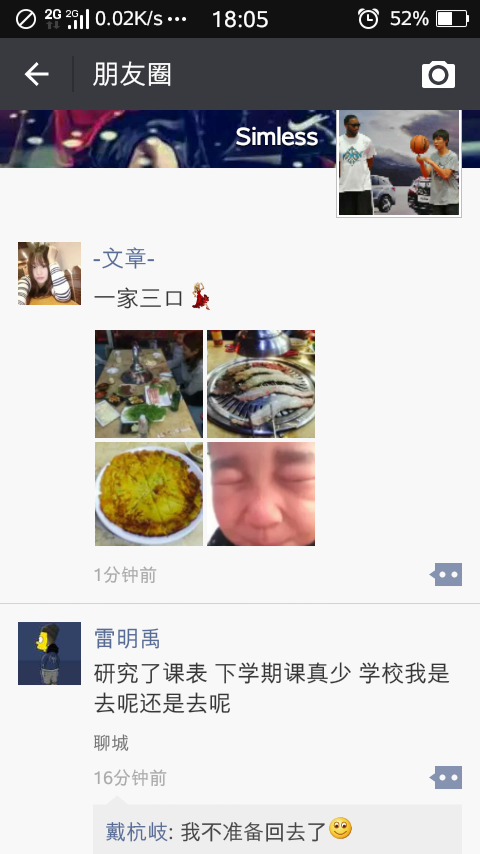 2G 2G 0.02K/s 18:05 52%
朋友圈
Simless
-文章-
一家三口
1分钟前
雷明禹
研究了课表 下学期课真少 学校我是
去呢还是去呢
聊城
16分钟前
戴杭岐: 我不准备回去了